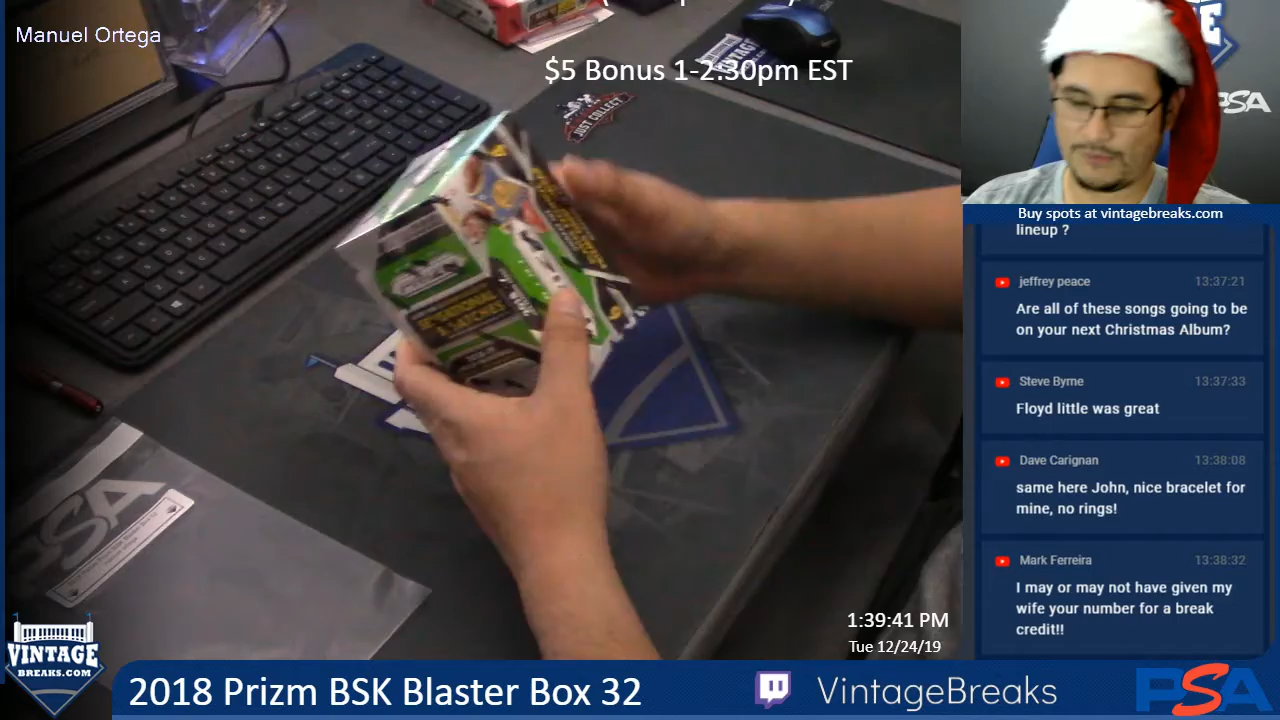 Manuel Ortega
$5 Bonus 1-2:30pm EST
JUST COLLECT
PSA
Buy spots at vintagebreaks.com
lineup ?
jeffrey peace 13:37:21
Are all of these songs going to be
on your next Christmas Album?
Steve Byrne 13:37:33
Floyd little was great
Dave Carignan 13:38:08
same here John, nice bracelet for
mine, no rings!
Mark Ferreira 13:38:32
I may or may not have given my
wife your number for a break
credit!!
PSA
1:39:41 PM
Tue 12/24/19
VINTAGE
BREAKS.COM
2018 Prizm BSK Blaster Box 32
VintageBreaks
PSA